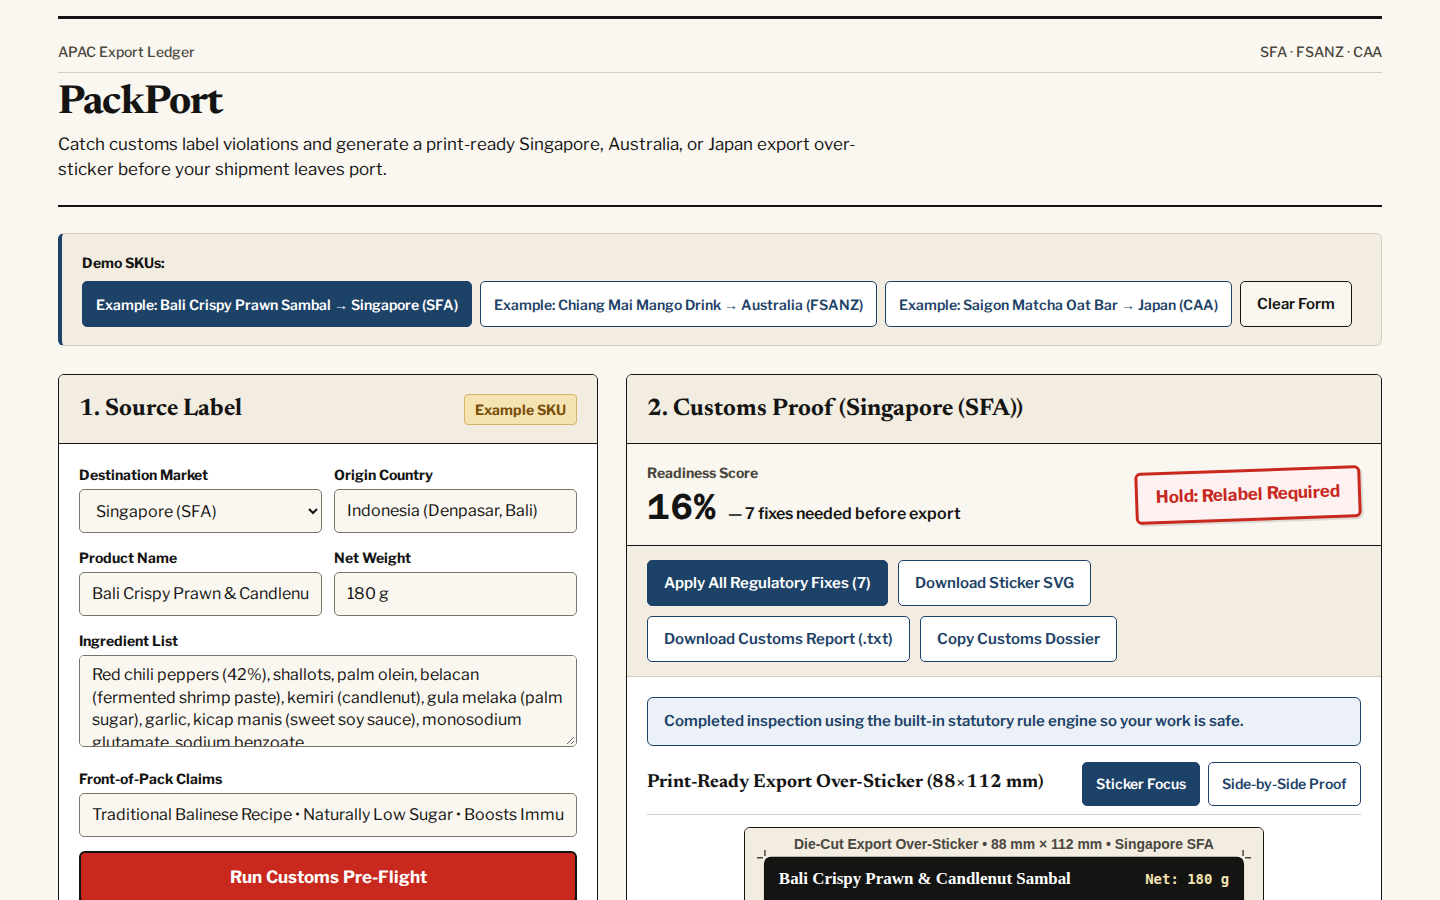 APAC Export Ledger
SFA · FSANZ · CAA
PackPort
Catch customs label violations and generate a print-ready Singapore, Australia, or Japan export over-
sticker before your shipment leaves port.
Demo SKUs:
Example: Bali Crispy Prawn Sambal → Singapore (SFA)
Example: Chiang Mai Mango Drink → Australia (FSANZ)
Example: Saigon Matcha Oat Bar → Japan (CAA)
Clear Form
1. Source Label
Example SKU
Destination Market
Origin Country
Singapore (SFA)
Indonesia (Denpasar, Bali)
Product Name
Net Weight
Bali Crispy Prawn & Candlenu
180 g
Ingredient List
Red chili peppers (42%), shallots, palm olein, belacan
(fermented shrimp paste), kemiri (candlenut), gula melaka (palm
sugar), garlic, kicap manis (sweet soy sauce), monosodium
glutamate, sodium benzoate
Front-of-Pack Claims
Traditional Balinese Recipe • Naturally Low Sugar • Boosts Immu
Run Customs Pre-Flight
2. Customs Proof (Singapore (SFA))
Readiness Score
16% — 7 fixes needed before export
Hold: Relabel Required
Apply All Regulatory Fixes (7)
Download Sticker SVG
Download Customs Report (.txt)
Copy Customs Dossier
Completed inspection using the built-in statutory rule engine so your work is safe.
Print-Ready Export Over-Sticker (88×112 mm)
Sticker Focus
Side-by-Side Proof
Die-Cut Export Over-Sticker • 88 mm × 112 mm • Singapore SFA
Bali Crispy Prawn & Candlenut Sambal
Net: 180 g